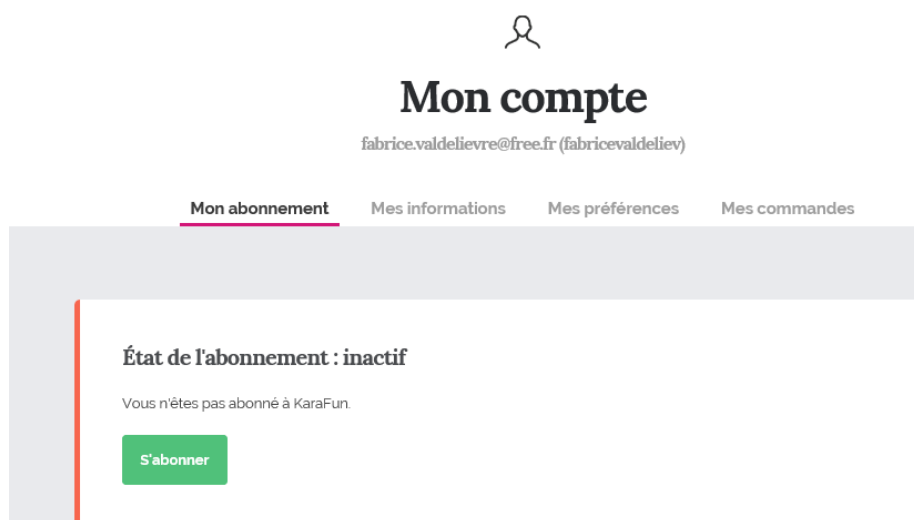 Mon compte
fabrice.valdelievre@free.fr (fabricevaldeliev)
Mon abonnement Mes informations Mes préférences Mes commandes
État de l'abonnement : inactif
Vous n'êtes pas abonné à KaraFun.
S'abonner